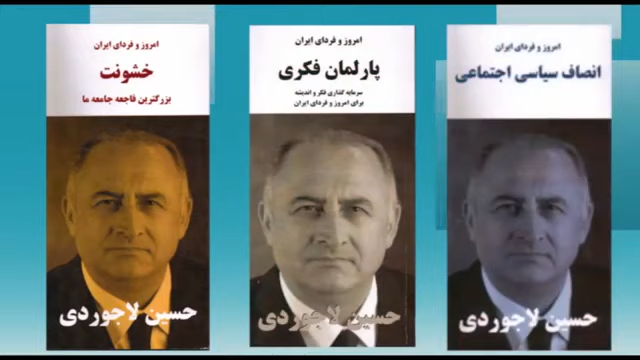 امروز و فردای ایران
خشونت
بزرگترین فاجعه جامعه ما
حسین لاجوردی
امروز و فردای ایران
پارلمان فکری
سرمایه گذاری فکر و اندیشه
برای امروز و فردای ایران
حسین لاجوردی
امروز و فردای ایران
انصاف سیاسی اجتماعی
حسین لاجوردی